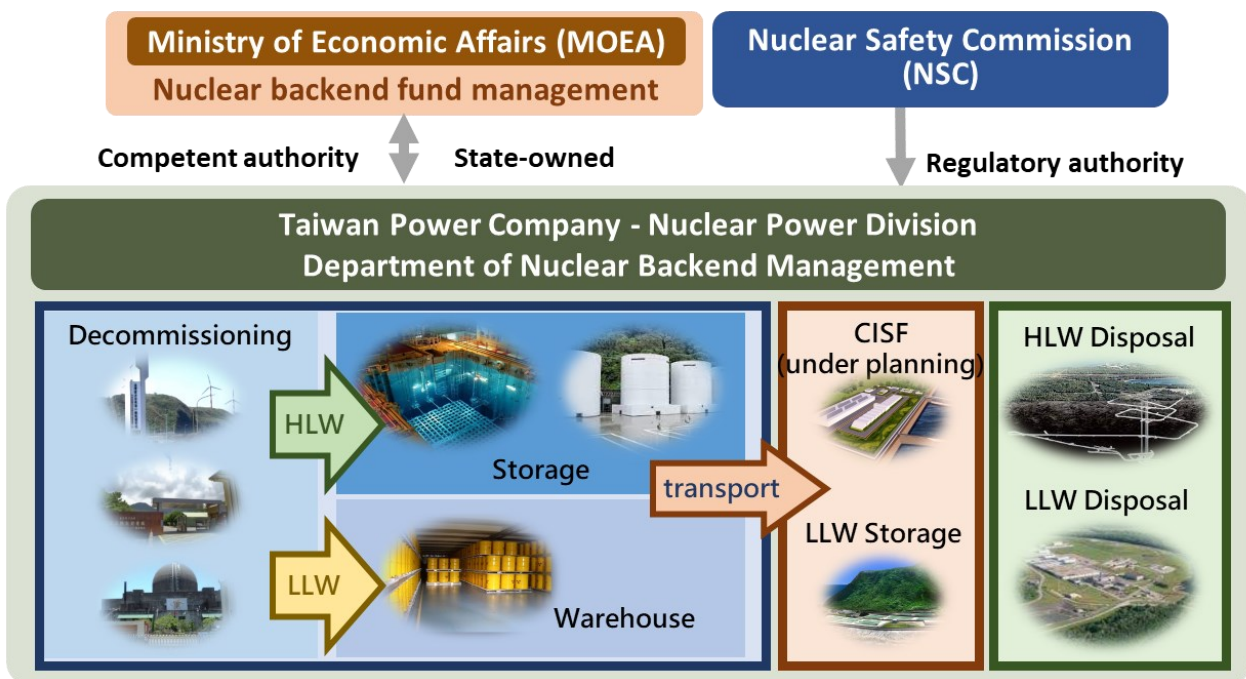 Ministry of Economic Affairs (MOEA)
Nuclear backend fund management
Nuclear Safety Commission
(NSC)
Competent authority
State-owned
Regulatory authority
Taiwan Power Company - Nuclear Power Division
Department of Nuclear Backend Management
Decommissioning
HLW
LLW
Storage
Warehouse
transport
CISF
(under planning)
LLW Storage
HLW Disposal
LLW Disposal